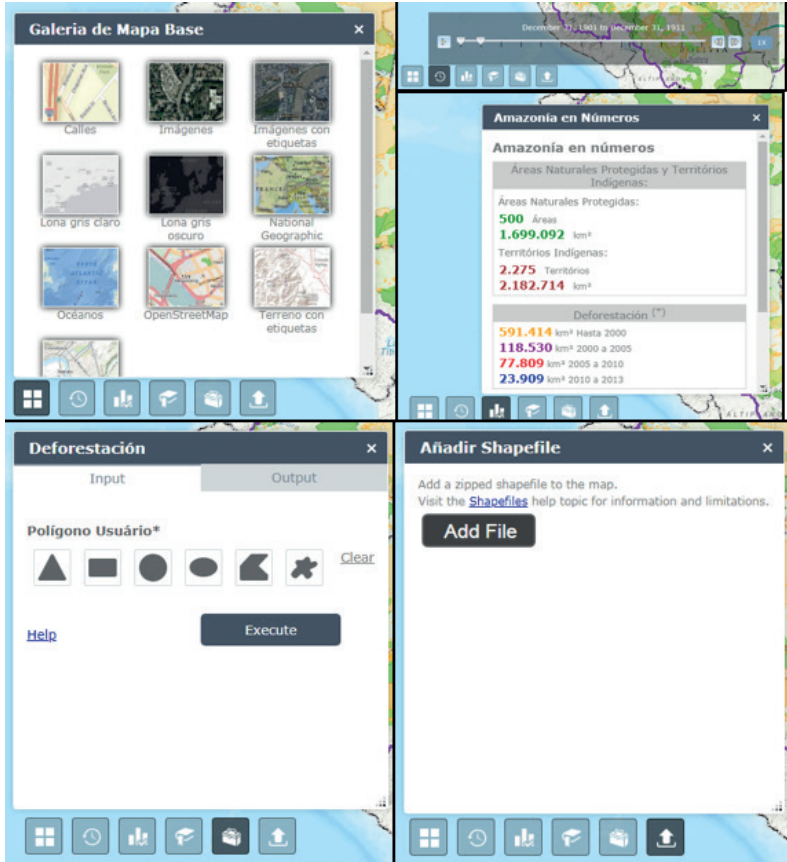 Galeria de Mapa Base
×
Calles
Imágenes
Imágenes con
etiquetas
Lona gris claro
Lona gris
oscuro
National
Geographic
Océanos
OpenStreetMap
Terreno con
etiquetas
December 31, 1901 to December 31, 1911
1X
Amazonía en Números
×
Amazonía en números
Áreas Naturales Protegidas y Territórios
Indígenas:
Áreas Naturales Protegidas:
500 Áreas
1.699.092 km²
Territórios Indígenas:
2.275 Territórios
2.182.714 km²
Deforestación (*)
591.414 km² Hasta 2000
118.530 km² 2000 a 2005
77.809 km² 2005 a 2010
23.909 km² 2010 a 2013
Deforestación
×
Input
Output
Polígono Usuário*
Clear
Help
Execute
Añadir Shapefile
×
Add a zipped shapefile to the map.
Visit the Shapefiles help topic for information and limitations.
Add File